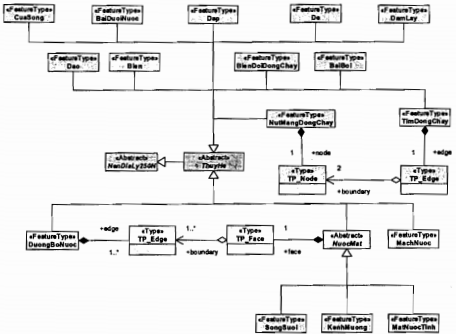 «FeatureType»
CuaSong
«FeatureType»
BaiDuoiNuoc
«FeatureType»
Dap
«FeatureType»
De
«FeatureType»
DamLay
«FeatureType»
Dao
«FeatureType»
Bien
«FeatureType»
BienDoiDongChay
«FeatureType»
BaiBoi
«FeatureType»
NutMangDongChay
«FeatureType»
TimDongChay
1 +node
1 +edge
«Abstract»
NenDiaLy250N
«Abstract»
ThuyHe
«Type»
TP_Node
2
+boundary
«Type»
TP_Edge
«FeatureType»
DuongBoNuoc
+edge
1..*
«Type»
TP_Edge
1..*
+boundary
«Type»
TP_Face
1
+face
«Abstract»
NuocMat
«FeatureType»
MachNuoc
«FeatureType»
SongSuoi
«FeatureType»
KenhMuong
«FeatureType»
MatNuocTinh